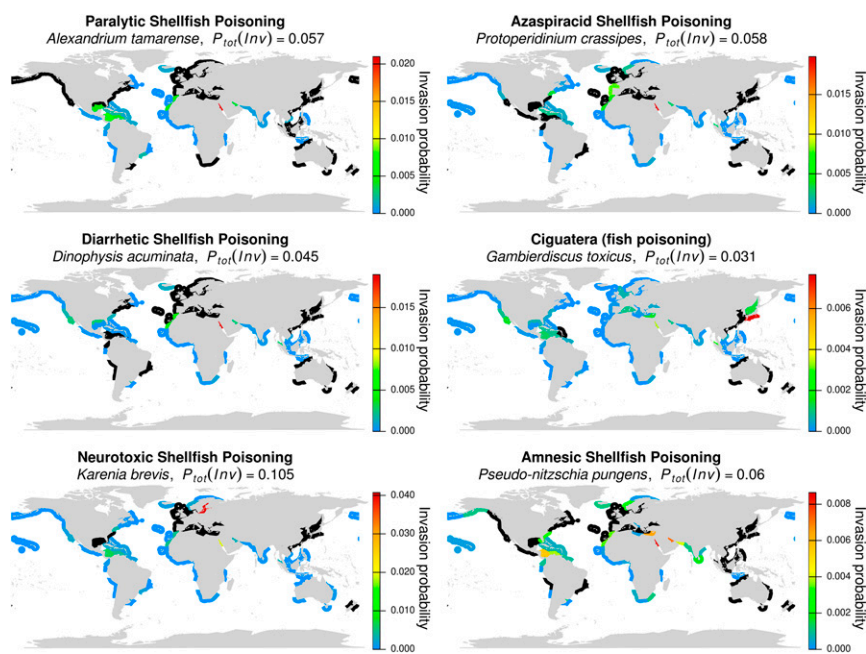 Paralytic Shellfish Poisoning
Alexandrium tamarense, P_tot(Inv) = 0.057
0.020
0.015
0.010
0.005
0.000
Invasion probability
Azaspiracid Shellfish Poisoning
Protoperidinium crassipes, P_tot(Inv) = 0.058
0.015
0.010
0.005
0.000
Invasion probability
Diarrhetic Shellfish Poisoning
Dinophysis acuminata, P_tot(Inv) = 0.045
0.015
0.010
0.005
0.000
Invasion probability
Ciguatera (fish poisoning)
Gambierdiscus toxicus, P_tot(Inv) = 0.031
0.006
0.004
0.002
0.000
Invasion probability
Neurotoxic Shellfish Poisoning
Karenia brevis, P_tot(Inv) = 0.105
0.040
0.030
0.020
0.010
0.000
Invasion probability
Amnesic Shellfish Poisoning
Pseudo-nitzschia pungens, P_tot(Inv) = 0.06
0.008
0.006
0.004
0.002
0.000
Invasion probability